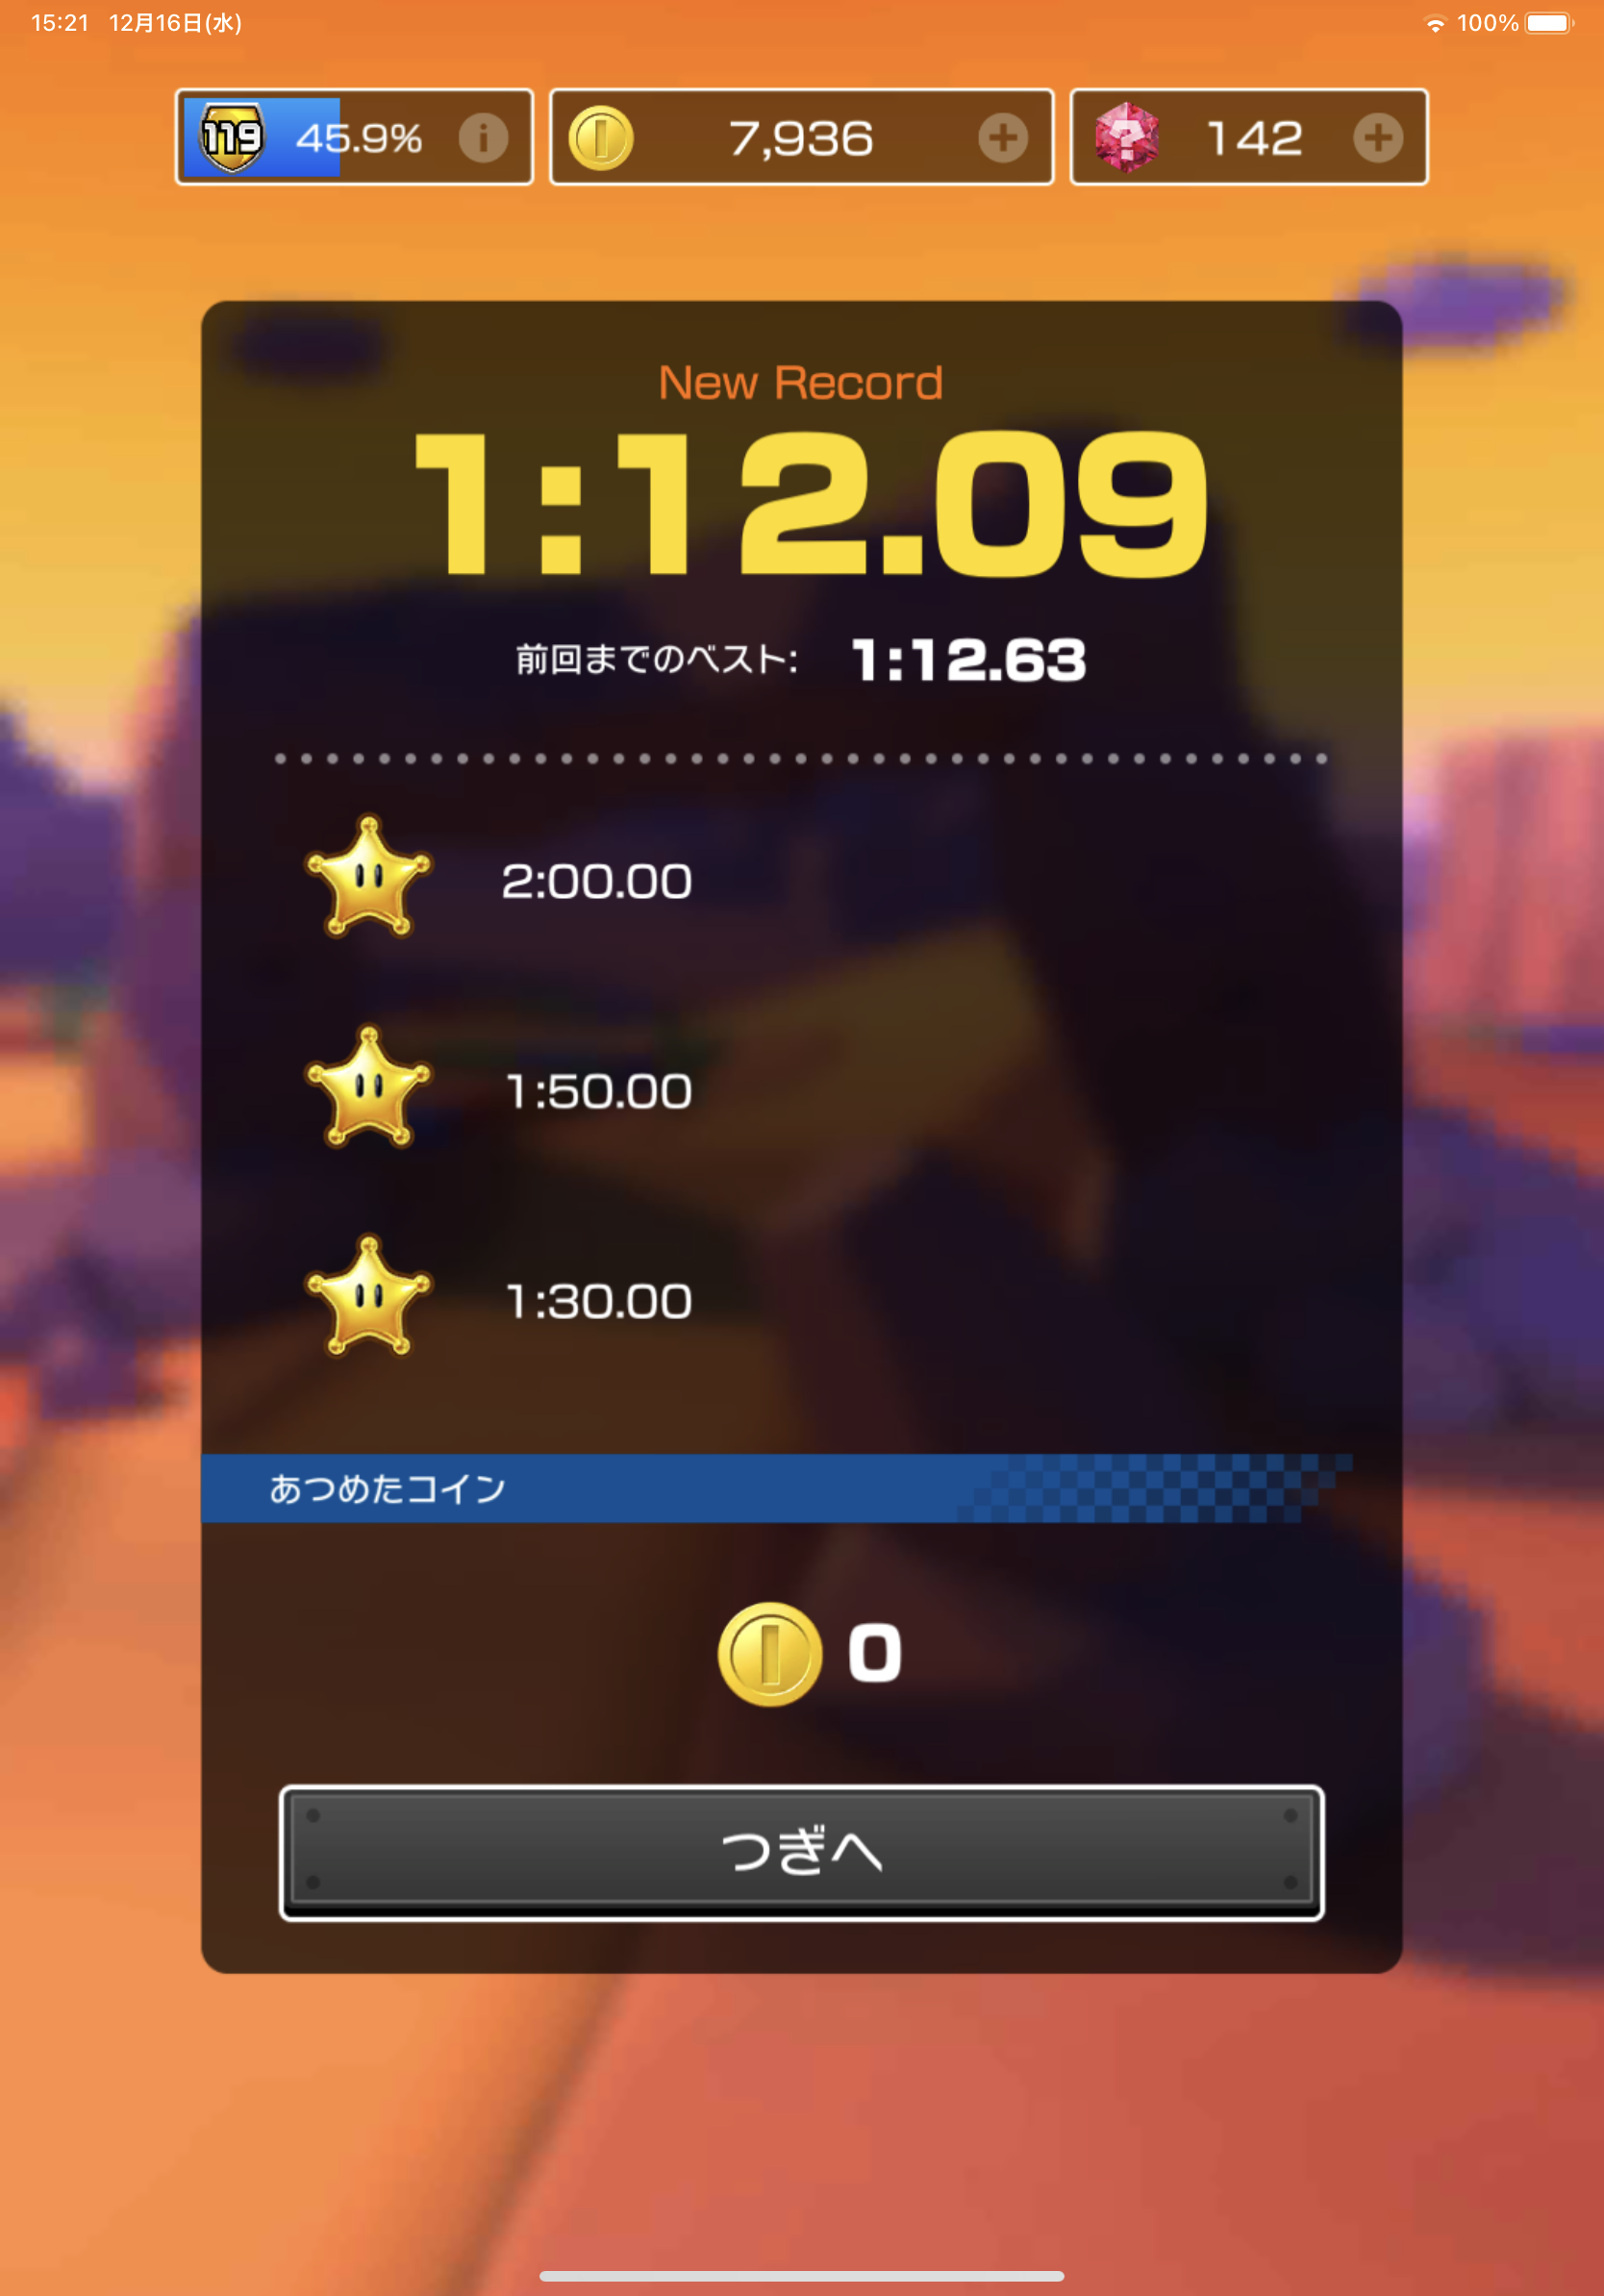 15:21 12月16日(水) 100%
119 45.9% i 7,936 + 142 +
New Record
1:12.09
前回までのベスト: 1:12.63
2:00.00
1:50.00
1:30.00
あつめたコイン
0
つぎへ